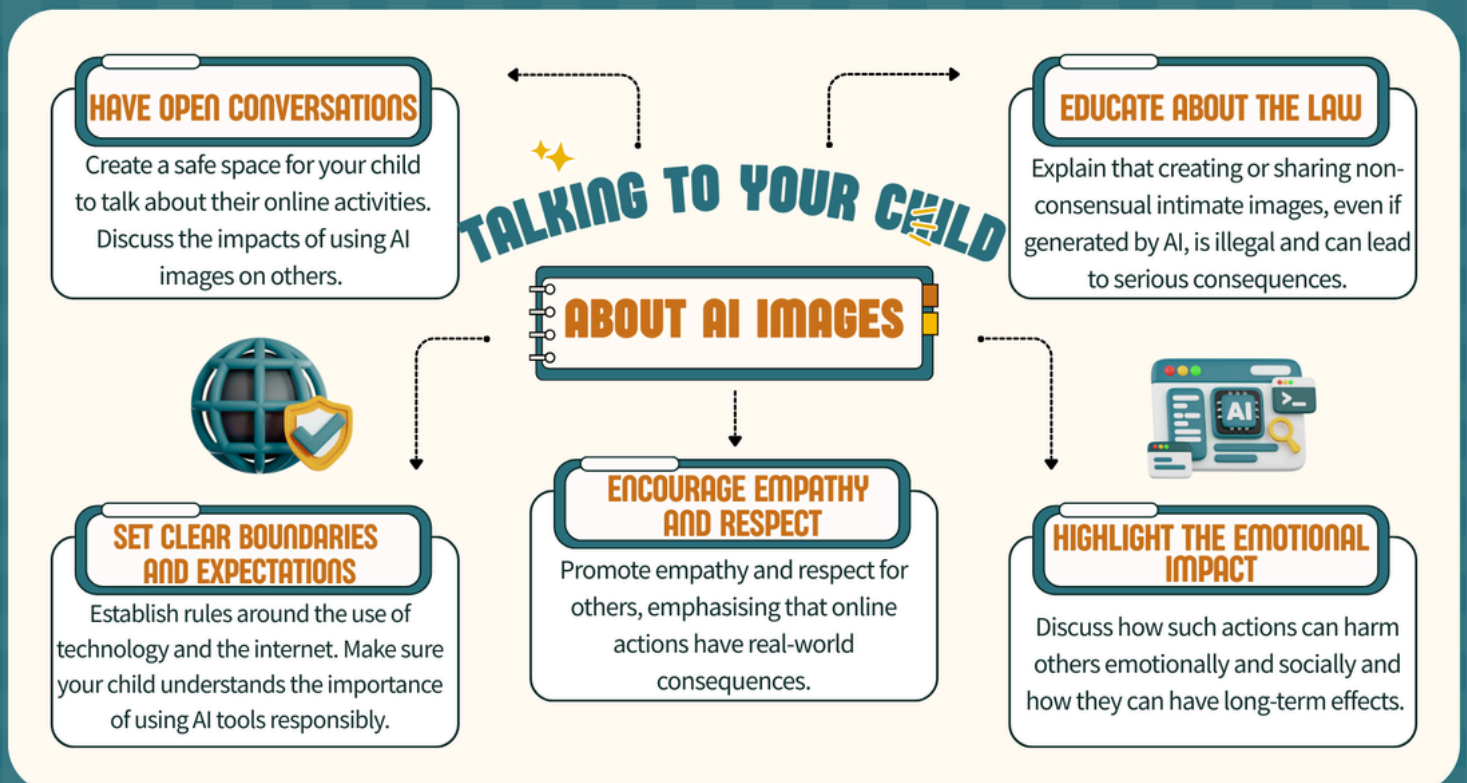 TALKING TO YOUR CHILD
ABOUT AI IMAGES
HAVE OPEN CONVERSATIONS
Create a safe space for your child
to talk about their online activities.
Discuss the impacts of using AI
images on others.
EDUCATE ABOUT THE LAW
Explain that creating or sharing non-
consensual intimate images, even if
generated by AI, is illegal and can lead
to serious consequences.
SET CLEAR BOUNDARIES
AND EXPECTATIONS
Establish rules around the use of
technology and the internet. Make sure
your child understands the importance
of using AI tools responsibly.
ENCOURAGE EMPATHY
AND RESPECT
Promote empathy and respect for
others, emphasising that online
actions have real-world
consequences.
AI
>_
HIGHLIGHT THE EMOTIONAL
IMPACT
Discuss how such actions can harm
others emotionally and socially and
how they can have long-term effects.